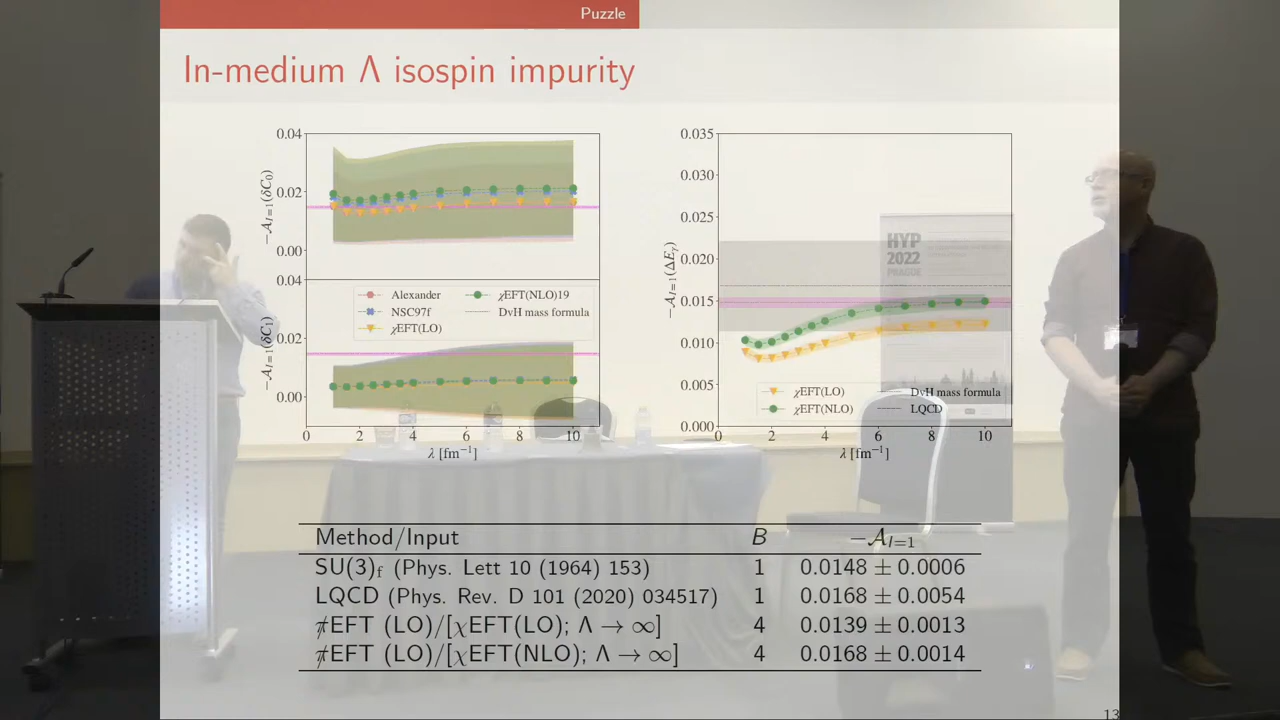 Puzzle
In-medium Λ isospin impurity
0.04
0.02
0.00
−𝒜_{I=1}(δC₀)
0.04
0.02
0.00
−𝒜_{I=1}(δC₁)
Alexander
NSC97f
χEFT(LO)
χEFT(NLO)19
DvH mass formula
0 2 4 6 8 10
λ [fm⁻¹]
0.035
0.030
0.025
0.020
0.015
0.010
0.005
0.000
−𝒜_{I=1}(ΔE_γ)
HYP
2022
PRAGUE
χEFT(LO)
χEFT(NLO)
DvH mass formula
LQCD
0 2 4 6 8 10
λ [fm⁻¹]
Method/Input B −𝒜_{I=1}
SU(3)_f (Phys. Lett 10 (1964) 153) 1 0.0148 ± 0.0006
LQCD (Phys. Rev. D 101 (2020) 034517) 1 0.0168 ± 0.0054
π̸EFT (LO)/[χEFT(LO); Λ → ∞] 4 0.0139 ± 0.0013
π̸EFT (LO)/[χEFT(NLO); Λ → ∞] 4 0.0168 ± 0.0014
13